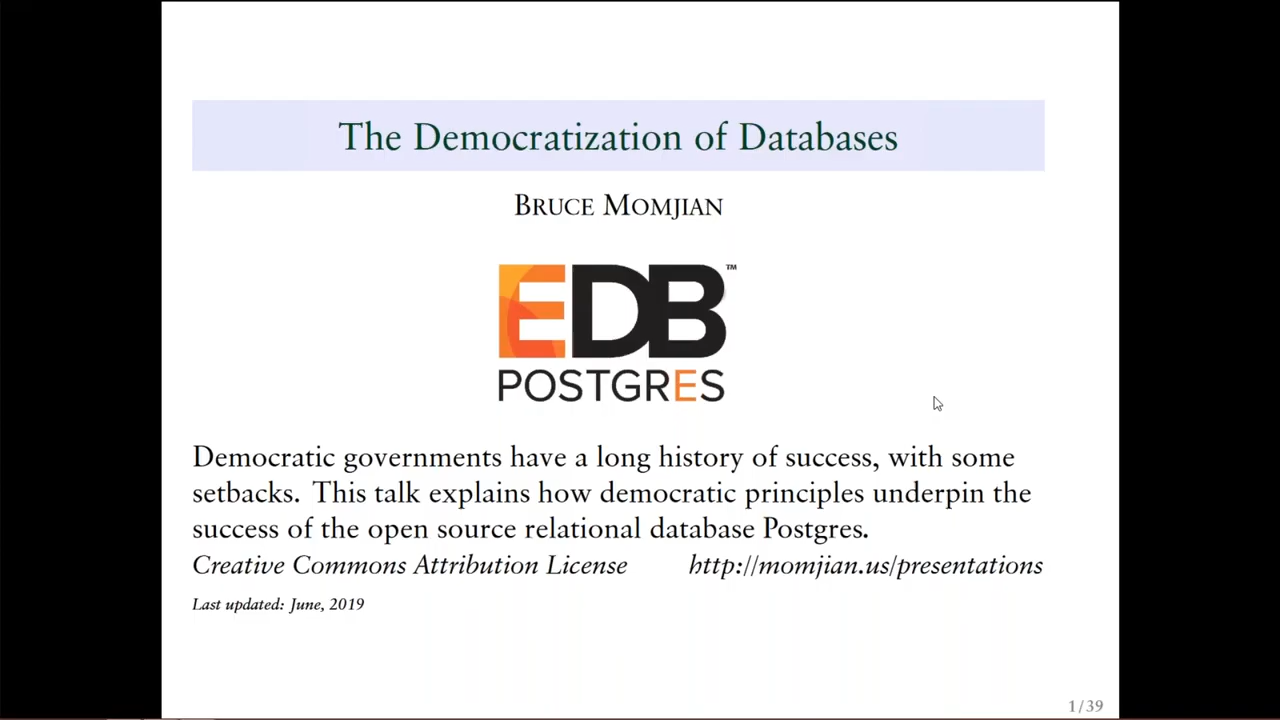 The Democratization of Databases
BRUCE MOMJIAN
EDB™
POSTGRES
Democratic governments have a long history of success, with some
setbacks. This talk explains how democratic principles underpin the
success of the open source relational database Postgres.
Creative Commons Attribution License http://momjian.us/presentations
Last updated: June, 2019
1/39